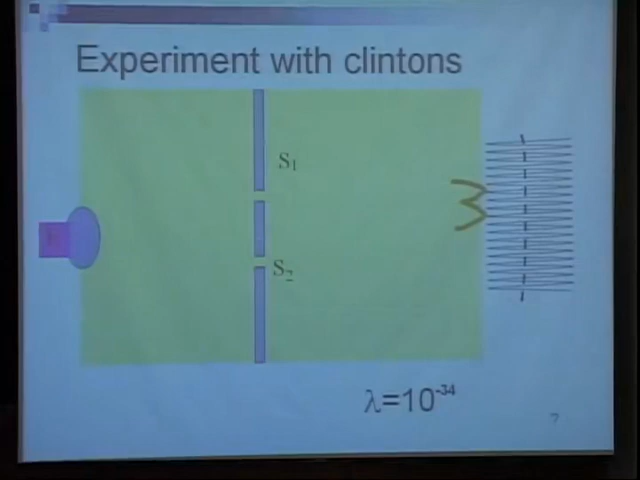 Experiment with clintons
S1
S2
λ=10-34